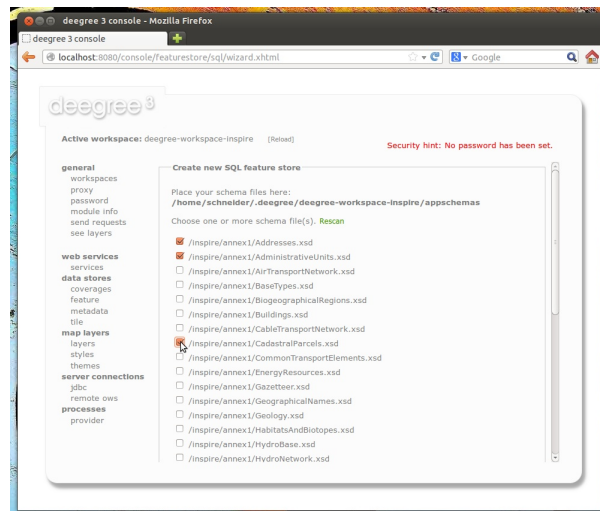 deegree 3 console - Mozilla Firefox
deegree 3 console
localhost:8080/console/featurestore/sql/wizard.xhtml
Google
deegree 3
Active workspace: deegree-workspace-inspire [Reload]
Security hint: No password has been set.
general
workspaces
proxy
password
module info
send requests
see layers
web services
services
data stores
coverages
feature
metadata
tile
map layers
layers
styles
themes
server connections
jdbc
remote ows
processes
provider
Create new SQL feature store
Place your schema files here:
/home/schneider/.deegree/deegree-workspace-inspire/appschemas
Choose one or more schema file(s). Rescan
/inspire/annex1/Addresses.xsd
/inspire/annex1/AdministrativeUnits.xsd
/inspire/annex1/AirTransportNetwork.xsd
/inspire/annex1/BaseTypes.xsd
/inspire/annex1/BiogeographicalRegions.xsd
/inspire/annex1/Buildings.xsd
/inspire/annex1/CableTransportNetwork.xsd
/inspire/annex1/CadastralParcels.xsd
/inspire/annex1/CommonTransportElements.xsd
/inspire/annex1/EnergyResources.xsd
/inspire/annex1/Gazetteer.xsd
/inspire/annex1/GeographicalNames.xsd
/inspire/annex1/Geology.xsd
/inspire/annex1/HabitatsAndBiotopes.xsd
/inspire/annex1/HydroBase.xsd
/inspire/annex1/HydroNetwork.xsd